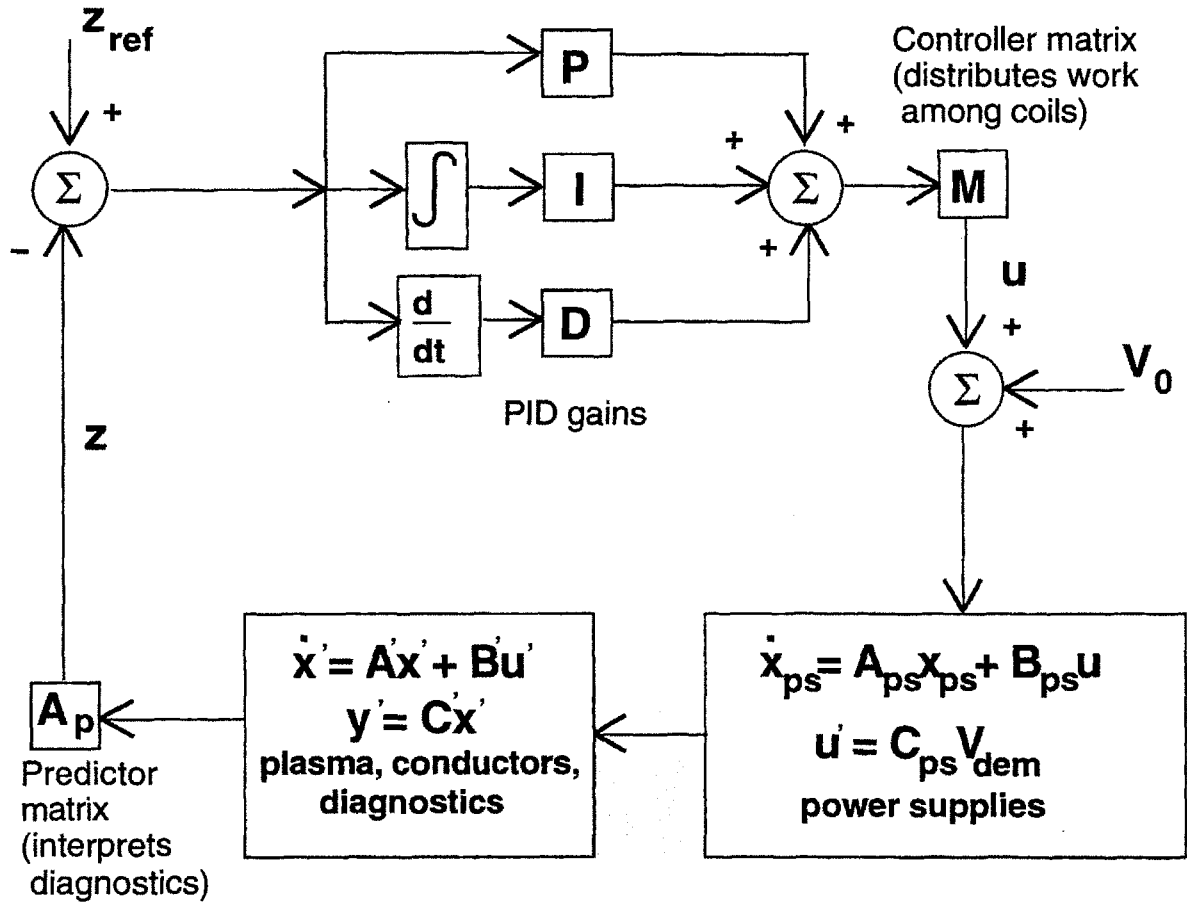 z ref
+
Σ
−
P
∫
I
d
dt
D
PID gains
+
+
+
Σ
Controller matrix
(distributes work
among coils)
M
u
+
Σ
V0
+
ẋps= Apsxps+ Bpsu
u' = CpsVdem
power supplies
ẋ'= A'x'+ B'u'
y'= C'x'
plasma, conductors,
diagnostics
Ap
Predictor
matrix
(interprets
diagnostics)
z